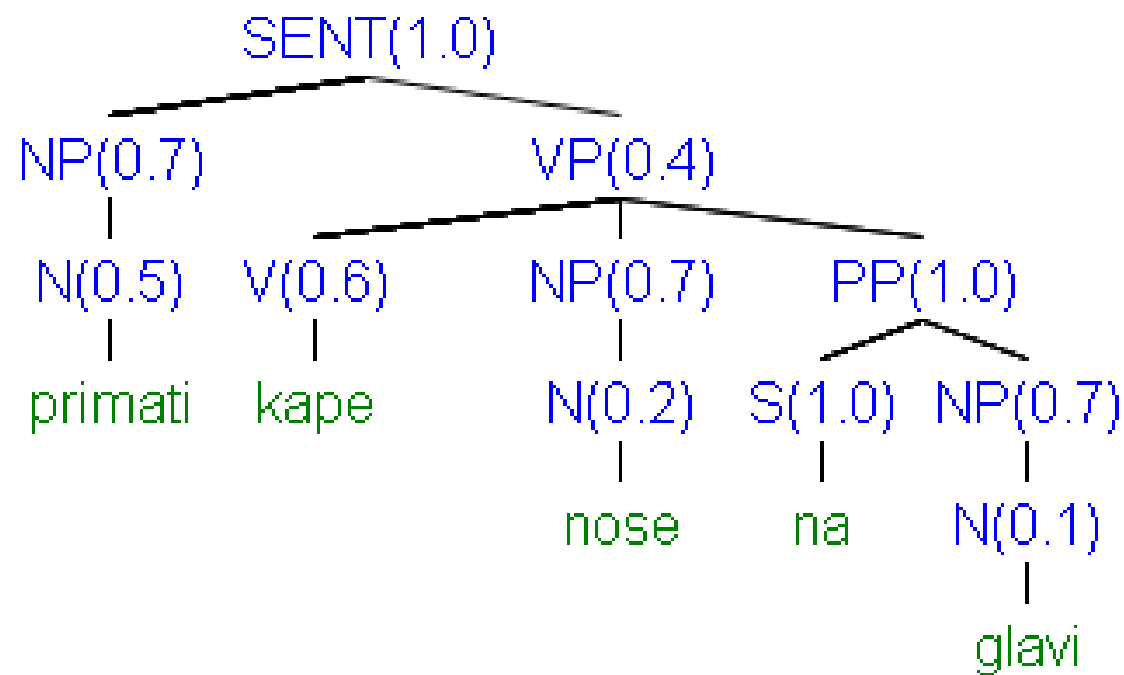 SENT(1.0)
NP(0.7) VP(0.4)
N(0.5) V(0.6) NP(0.7) PP(1.0)
primati kape N(0.2) S(1.0) NP(0.7)
nose na N(0.1)
glavi